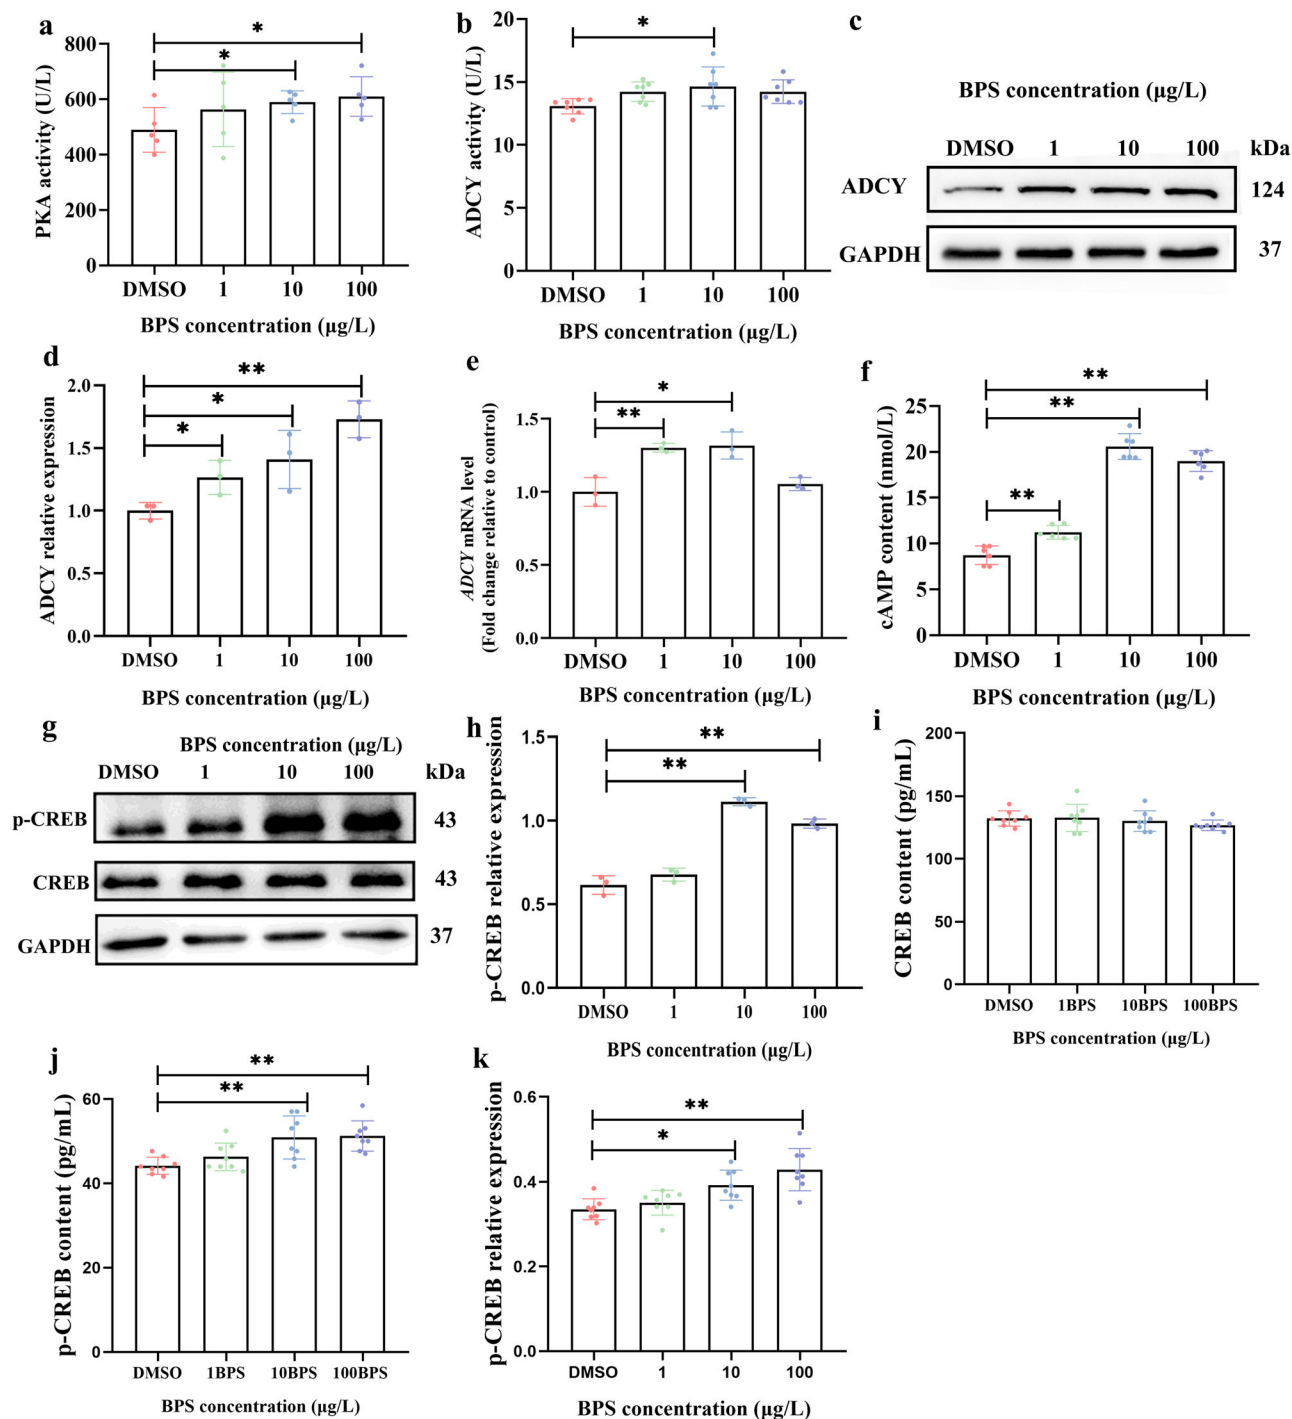 a
* 
*
800
600
400
200
0
PKA activity (U/L)
DMSO 1 10 100
BPS concentration (μg/L)
b
*
20
15
10
5
0
ADCY activity (U/L)
DMSO 1 10 100
BPS concentration (μg/L)
c
BPS concentration (μg/L)
DMSO 1 10 100 kDa
ADCY 124
GAPDH 37
d
**
*
*
2.0
1.5
1.0
0.5
0.0
ADCY relative expression
DMSO 1 10 100
BPS concentration (μg/L)
e
*
**
1.5
1.0
0.5
0.0
ADCY mRNA level
(Fold change relative to control)
DMSO 1 10 100
BPS concentration (μg/L)
f
**
**
**
25
20
15
10
5
0
cAMP content (nmol/L)
DMSO 1 10 100
BPS concentration (μg/L)
g
BPS concentration (μg/L)
DMSO 1 10 100 kDa
p-CREB 43
CREB 43
GAPDH 37
h
**
**
1.5
1.0
0.5
0.0
p-CREB relative expression
DMSO 1 10 100
BPS concentration (μg/L)
i
200
150
100
50
0
CREB content (pg/mL)
DMSO 1BPS 10BPS 100BPS
BPS concentration (μg/L)
j
**
**
60
40
20
0
p-CREB content (pg/mL)
DMSO 1BPS 10BPS 100BPS
BPS concentration (μg/L)
k
**
*
0.6
0.4
0.2
0.0
p-CREB relative expression
DMSO 1 10 100
BPS concentration (μg/L)